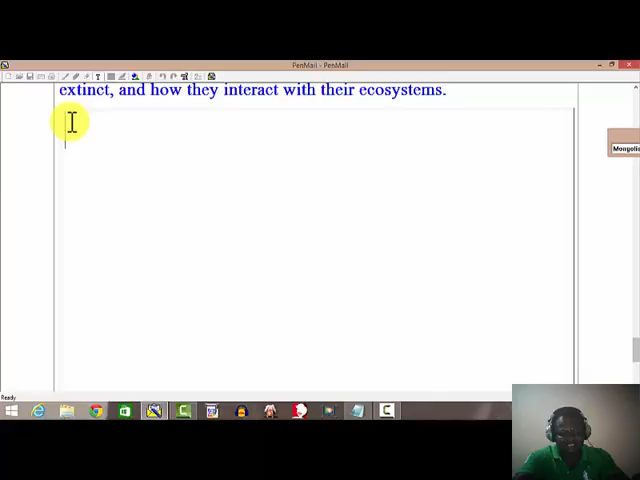 PenMail - PenMail
extinct, and how they interact with their ecosystems.
Mongolia
Ready